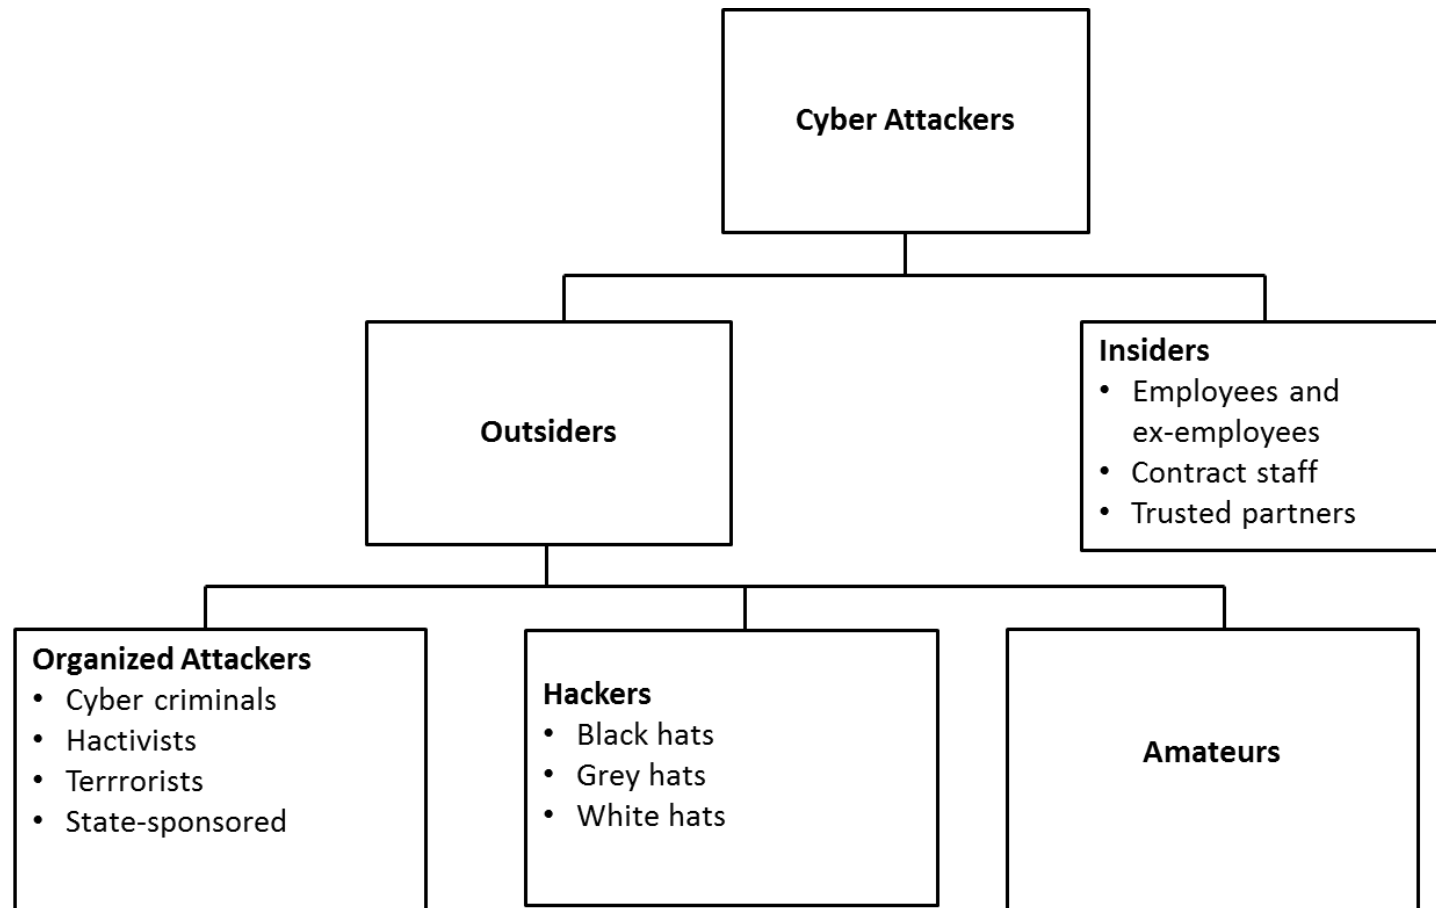 Cyber Attackers
Outsiders
Insiders
• Employees and
ex-employees
• Contract staff
• Trusted partners
Organized Attackers
• Cyber criminals
• Hactivists
• Terrrorists
• State-sponsored
Hackers
• Black hats
• Grey hats
• White hats
Amateurs